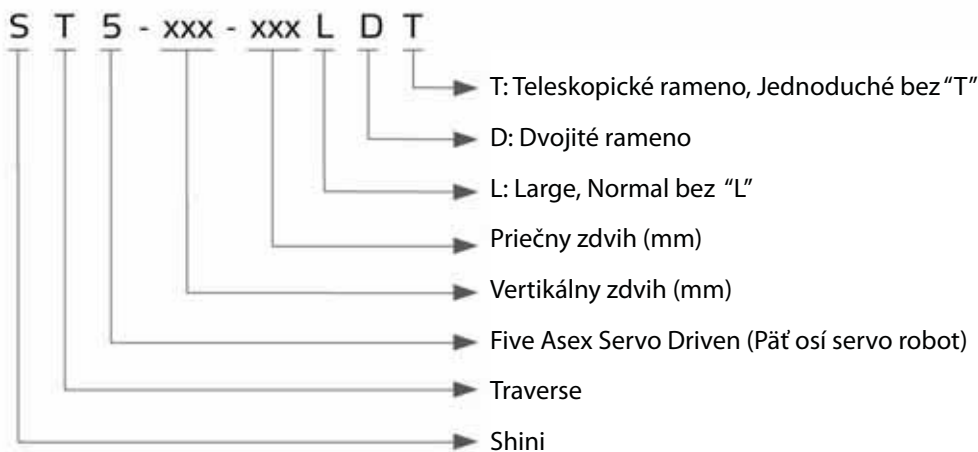 S T 5 - xxx - xxx L D T
T: Teleskopické rameno, Jednoduché bez “T”
D: Dvojité rameno
L: Large, Normal bez “L”
Priečny zdvih (mm)
Vertikálny zdvih (mm)
Five Asex Servo Driven (Päť osí servo robot)
Traverse
Shini